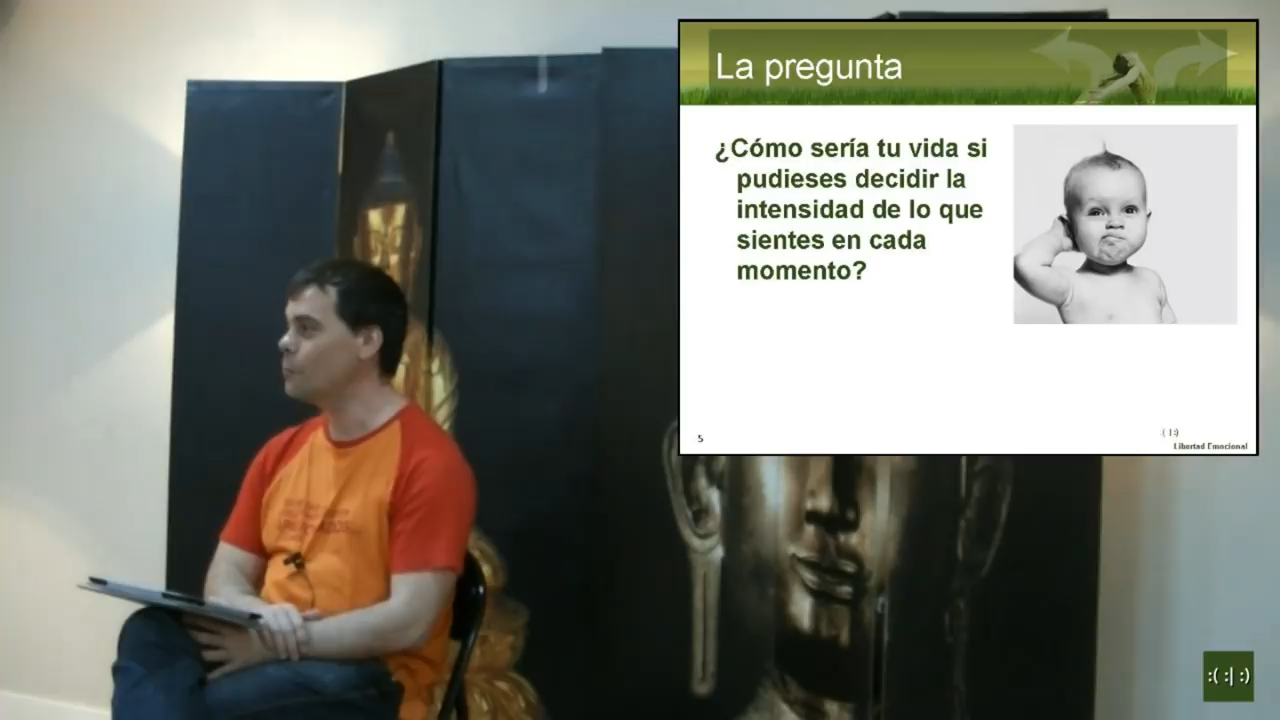 La pregunta
¿Cómo sería tu vida si
pudieses decidir la
intensidad de lo que
sientes en cada
momento?
5
:( |:)
Libertad Emocional
:( :| :)